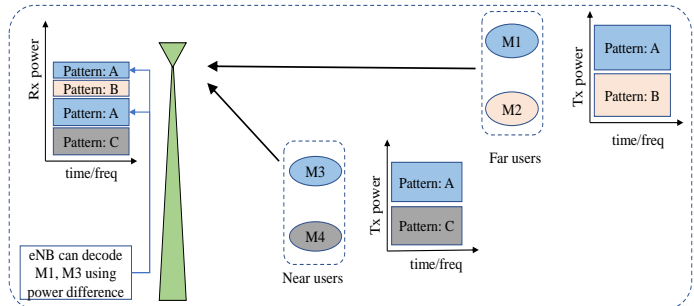 Rx power
Pattern: A
Pattern: B
Pattern: A
Pattern: C
time/freq
eNB can decode
M1, M3 using
power difference
M1
M2
Far users
Tx power
Pattern: A
Pattern: B
time/freq
M3
M4
Near users
Tx power
Pattern: A
Pattern: C
time/freq